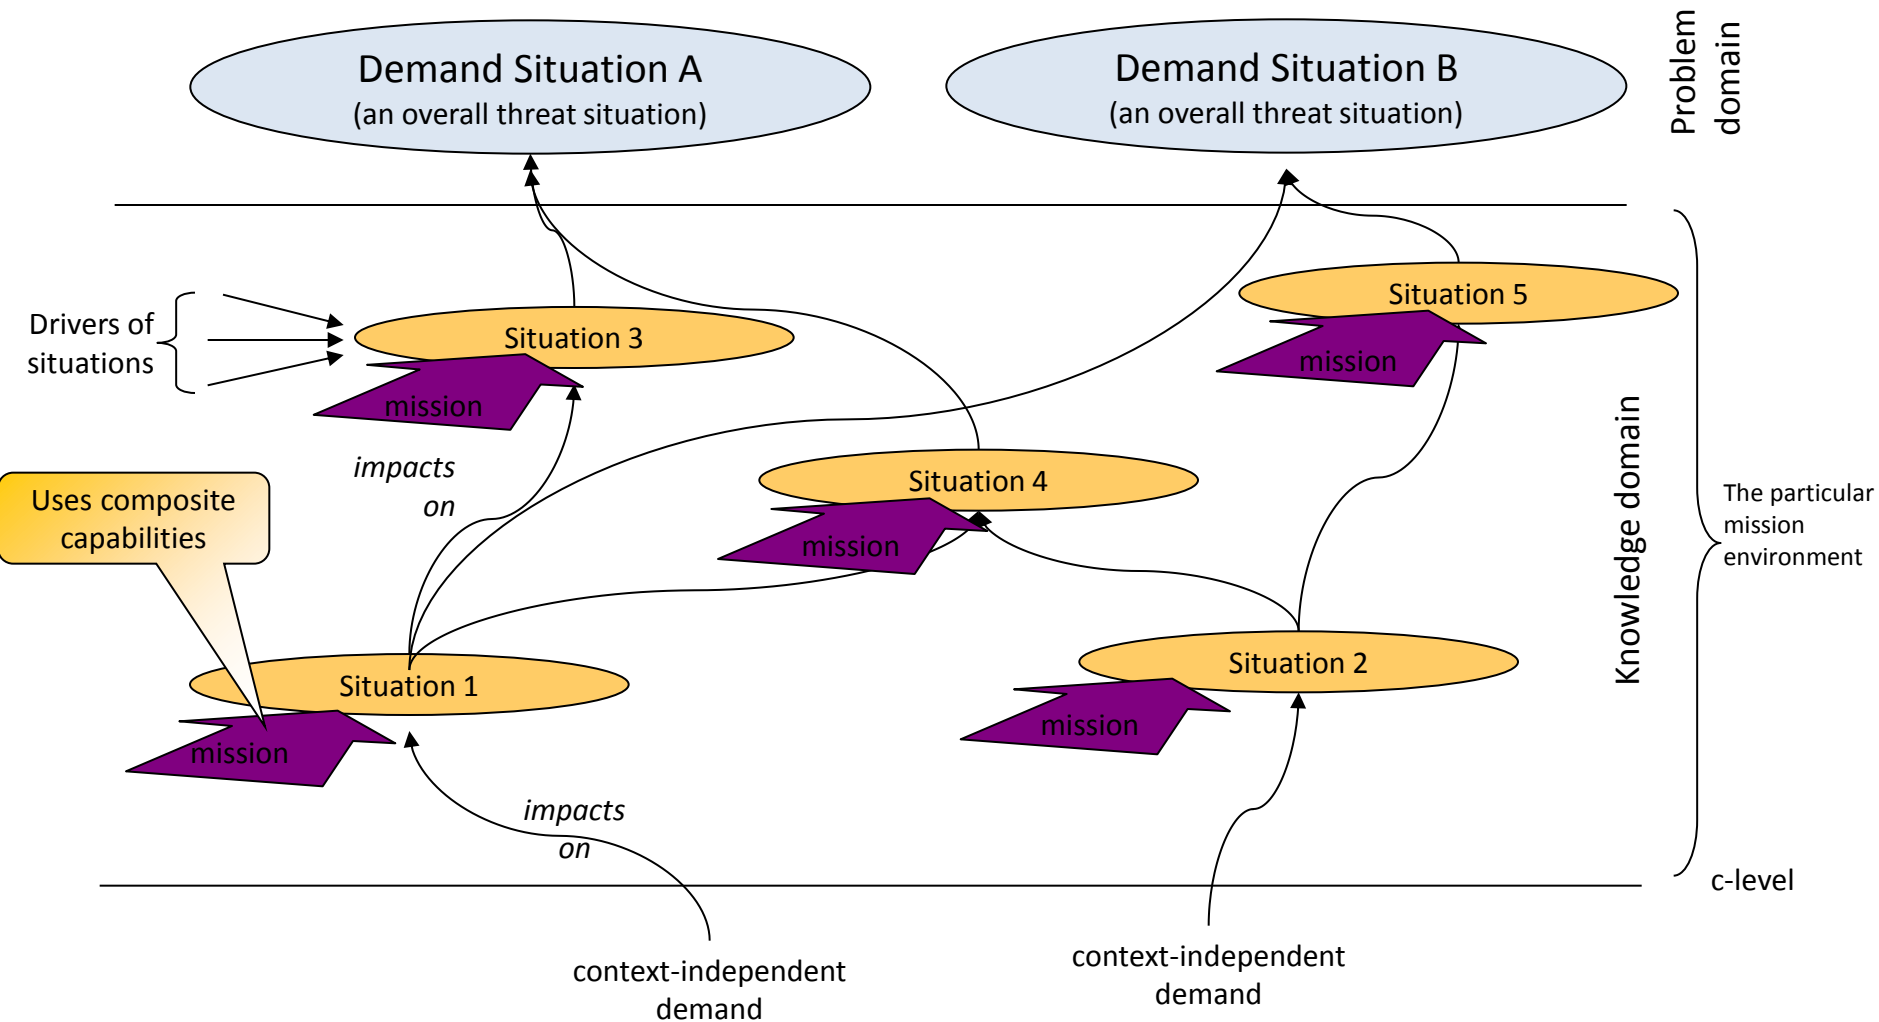 Demand Situation A
(an overall threat situation)
Demand Situation B
(an overall threat situation)
Problem
domain
Situation 5
mission
Drivers of
situations
Situation 3
mission
impacts
on
Situation 4
mission
Uses composite
capabilities
Knowledge domain
The particular
mission
environment
Situation 1
mission
Situation 2
mission
impacts
on
c-level
context-independent
demand
context-independent
demand